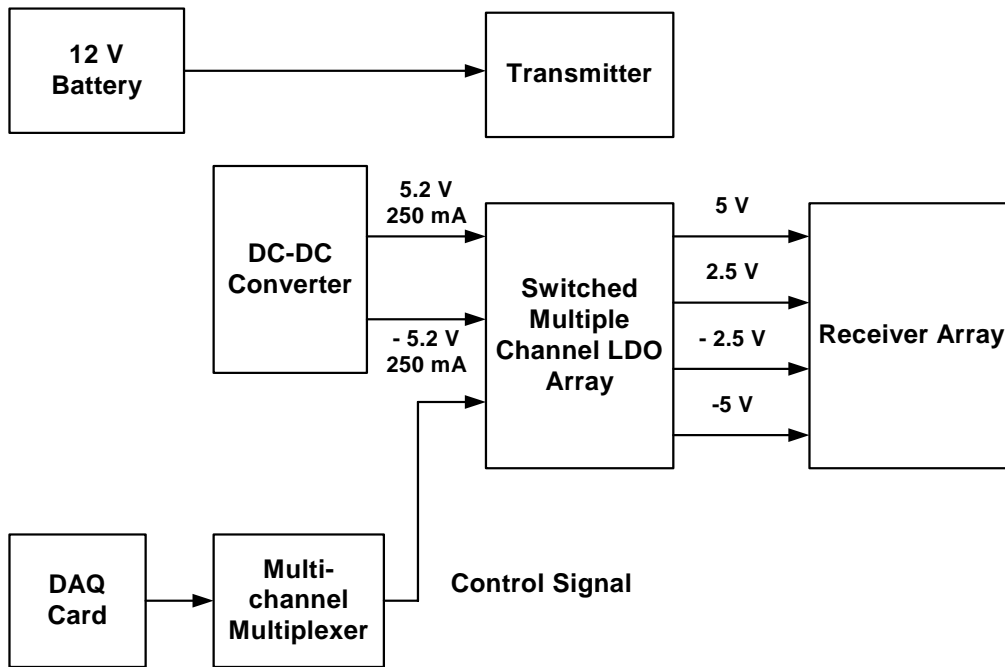 12 V
Battery
Transmitter
DC-DC
Converter
5.2 V
250 mA
- 5.2 V
250 mA
Switched
Multiple
Channel LDO
Array
5 V
2.5 V
- 2.5 V
-5 V
Receiver Array
DAQ
Card
Multi-
channel
Multiplexer
Control Signal